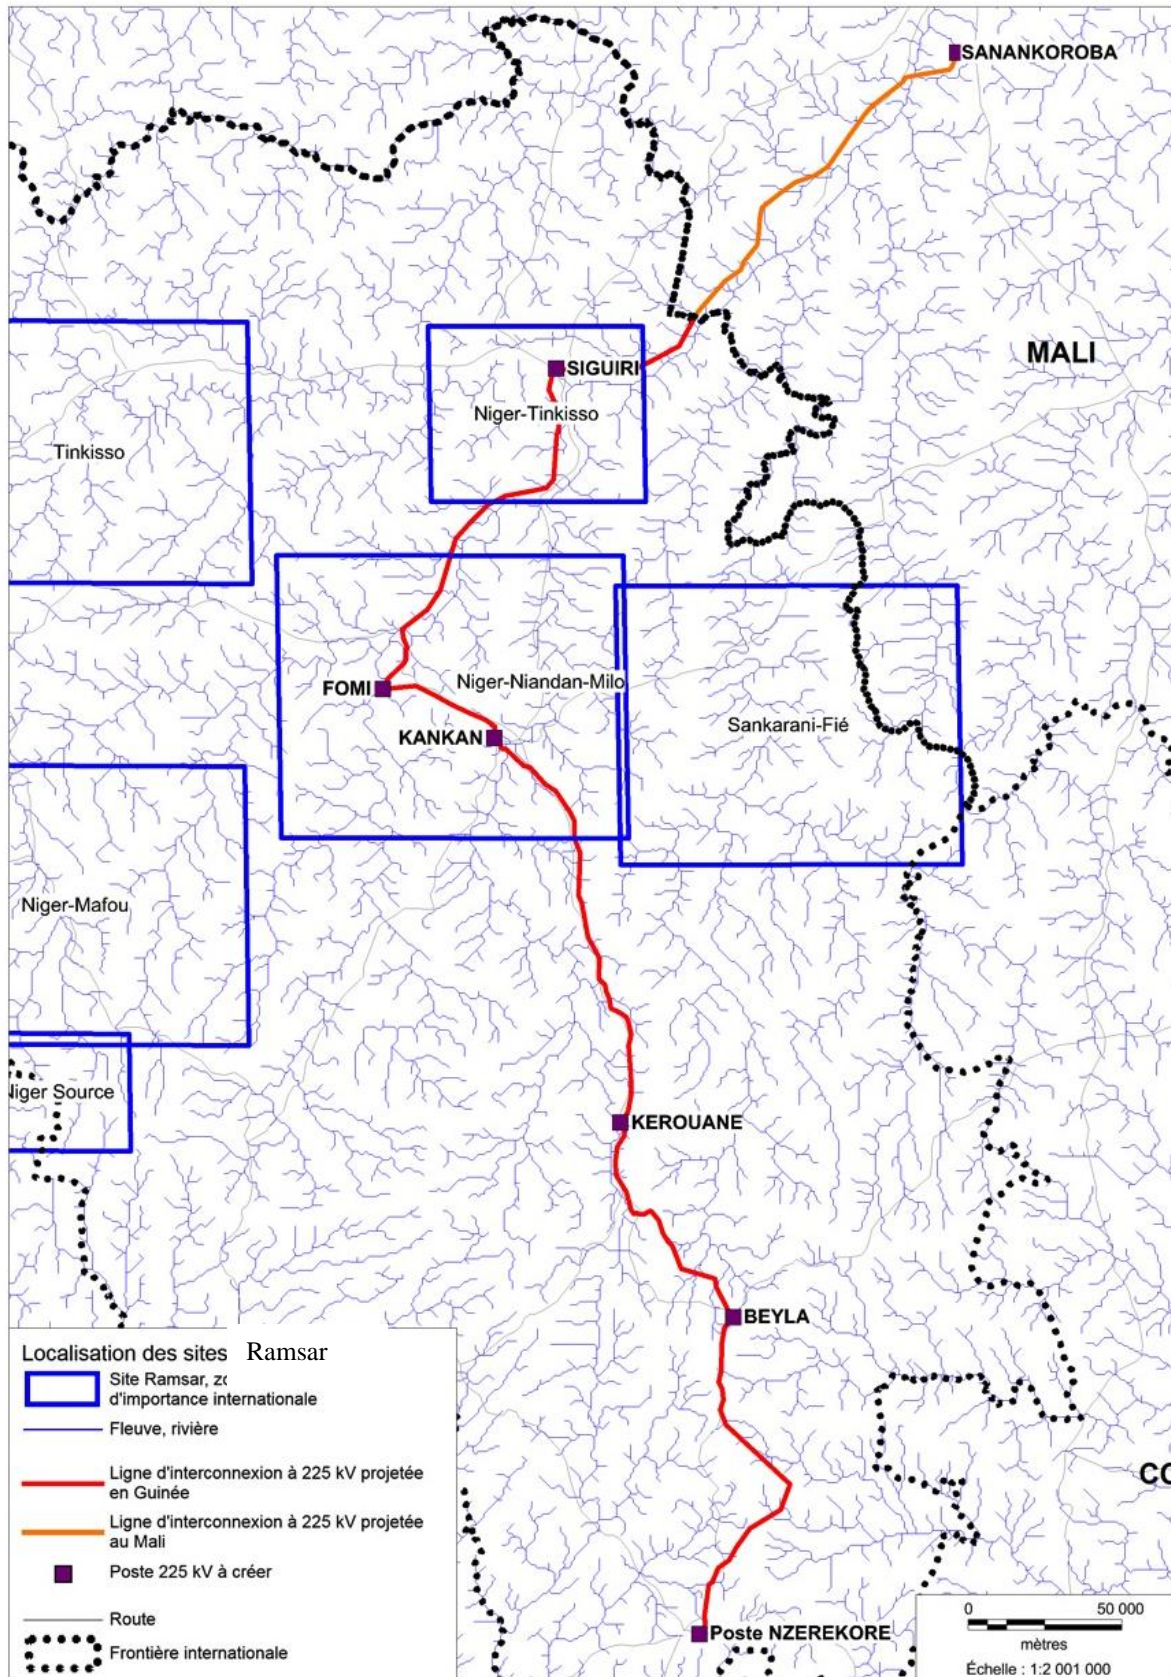 SANANKOROBA
MALI
SIGUIRI
Niger-Tinkisso
Tinkisso
Niger-Niandan-Milo
FOMI
Sankarani-Fié
KANKAN
Niger-Mafou
Niger Source
KEROUANE
BEYLA
Poste NZEREKORE
Localisation des sites Ramsar
Site Ramsar, zo
d'importance internationale
Fleuve, rivière
Ligne d'interconnexion à 225 kV projetée
en Guinée
Ligne d'interconnexion à 225 kV projetée
au Mali
Poste 225 kV à créer
Route
Frontière internationale
0 50 000
mètres
Échelle : 1:2 001 000